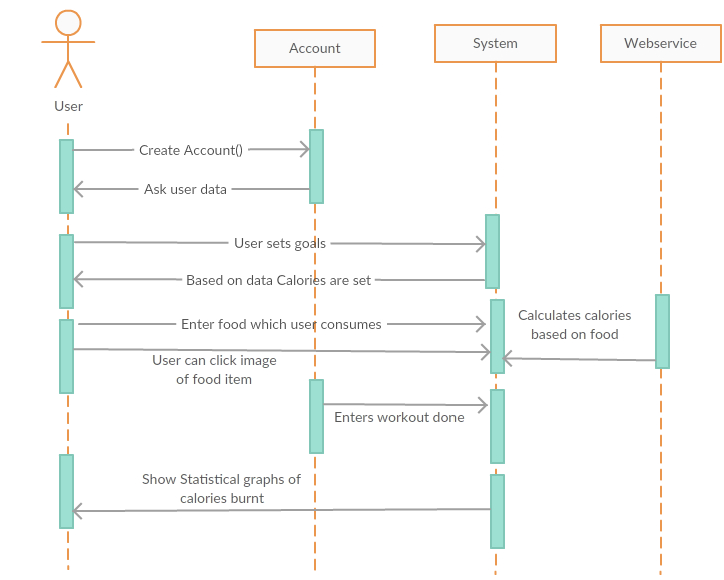 User
Account
System
Webservice
Create Account()
Ask user data
User sets goals
Based on data Calories are set
Enter food which user consumes
Calculates calories
based on food
User can click image
of food item
Enters workout done
Show Statistical graphs of
calories burnt